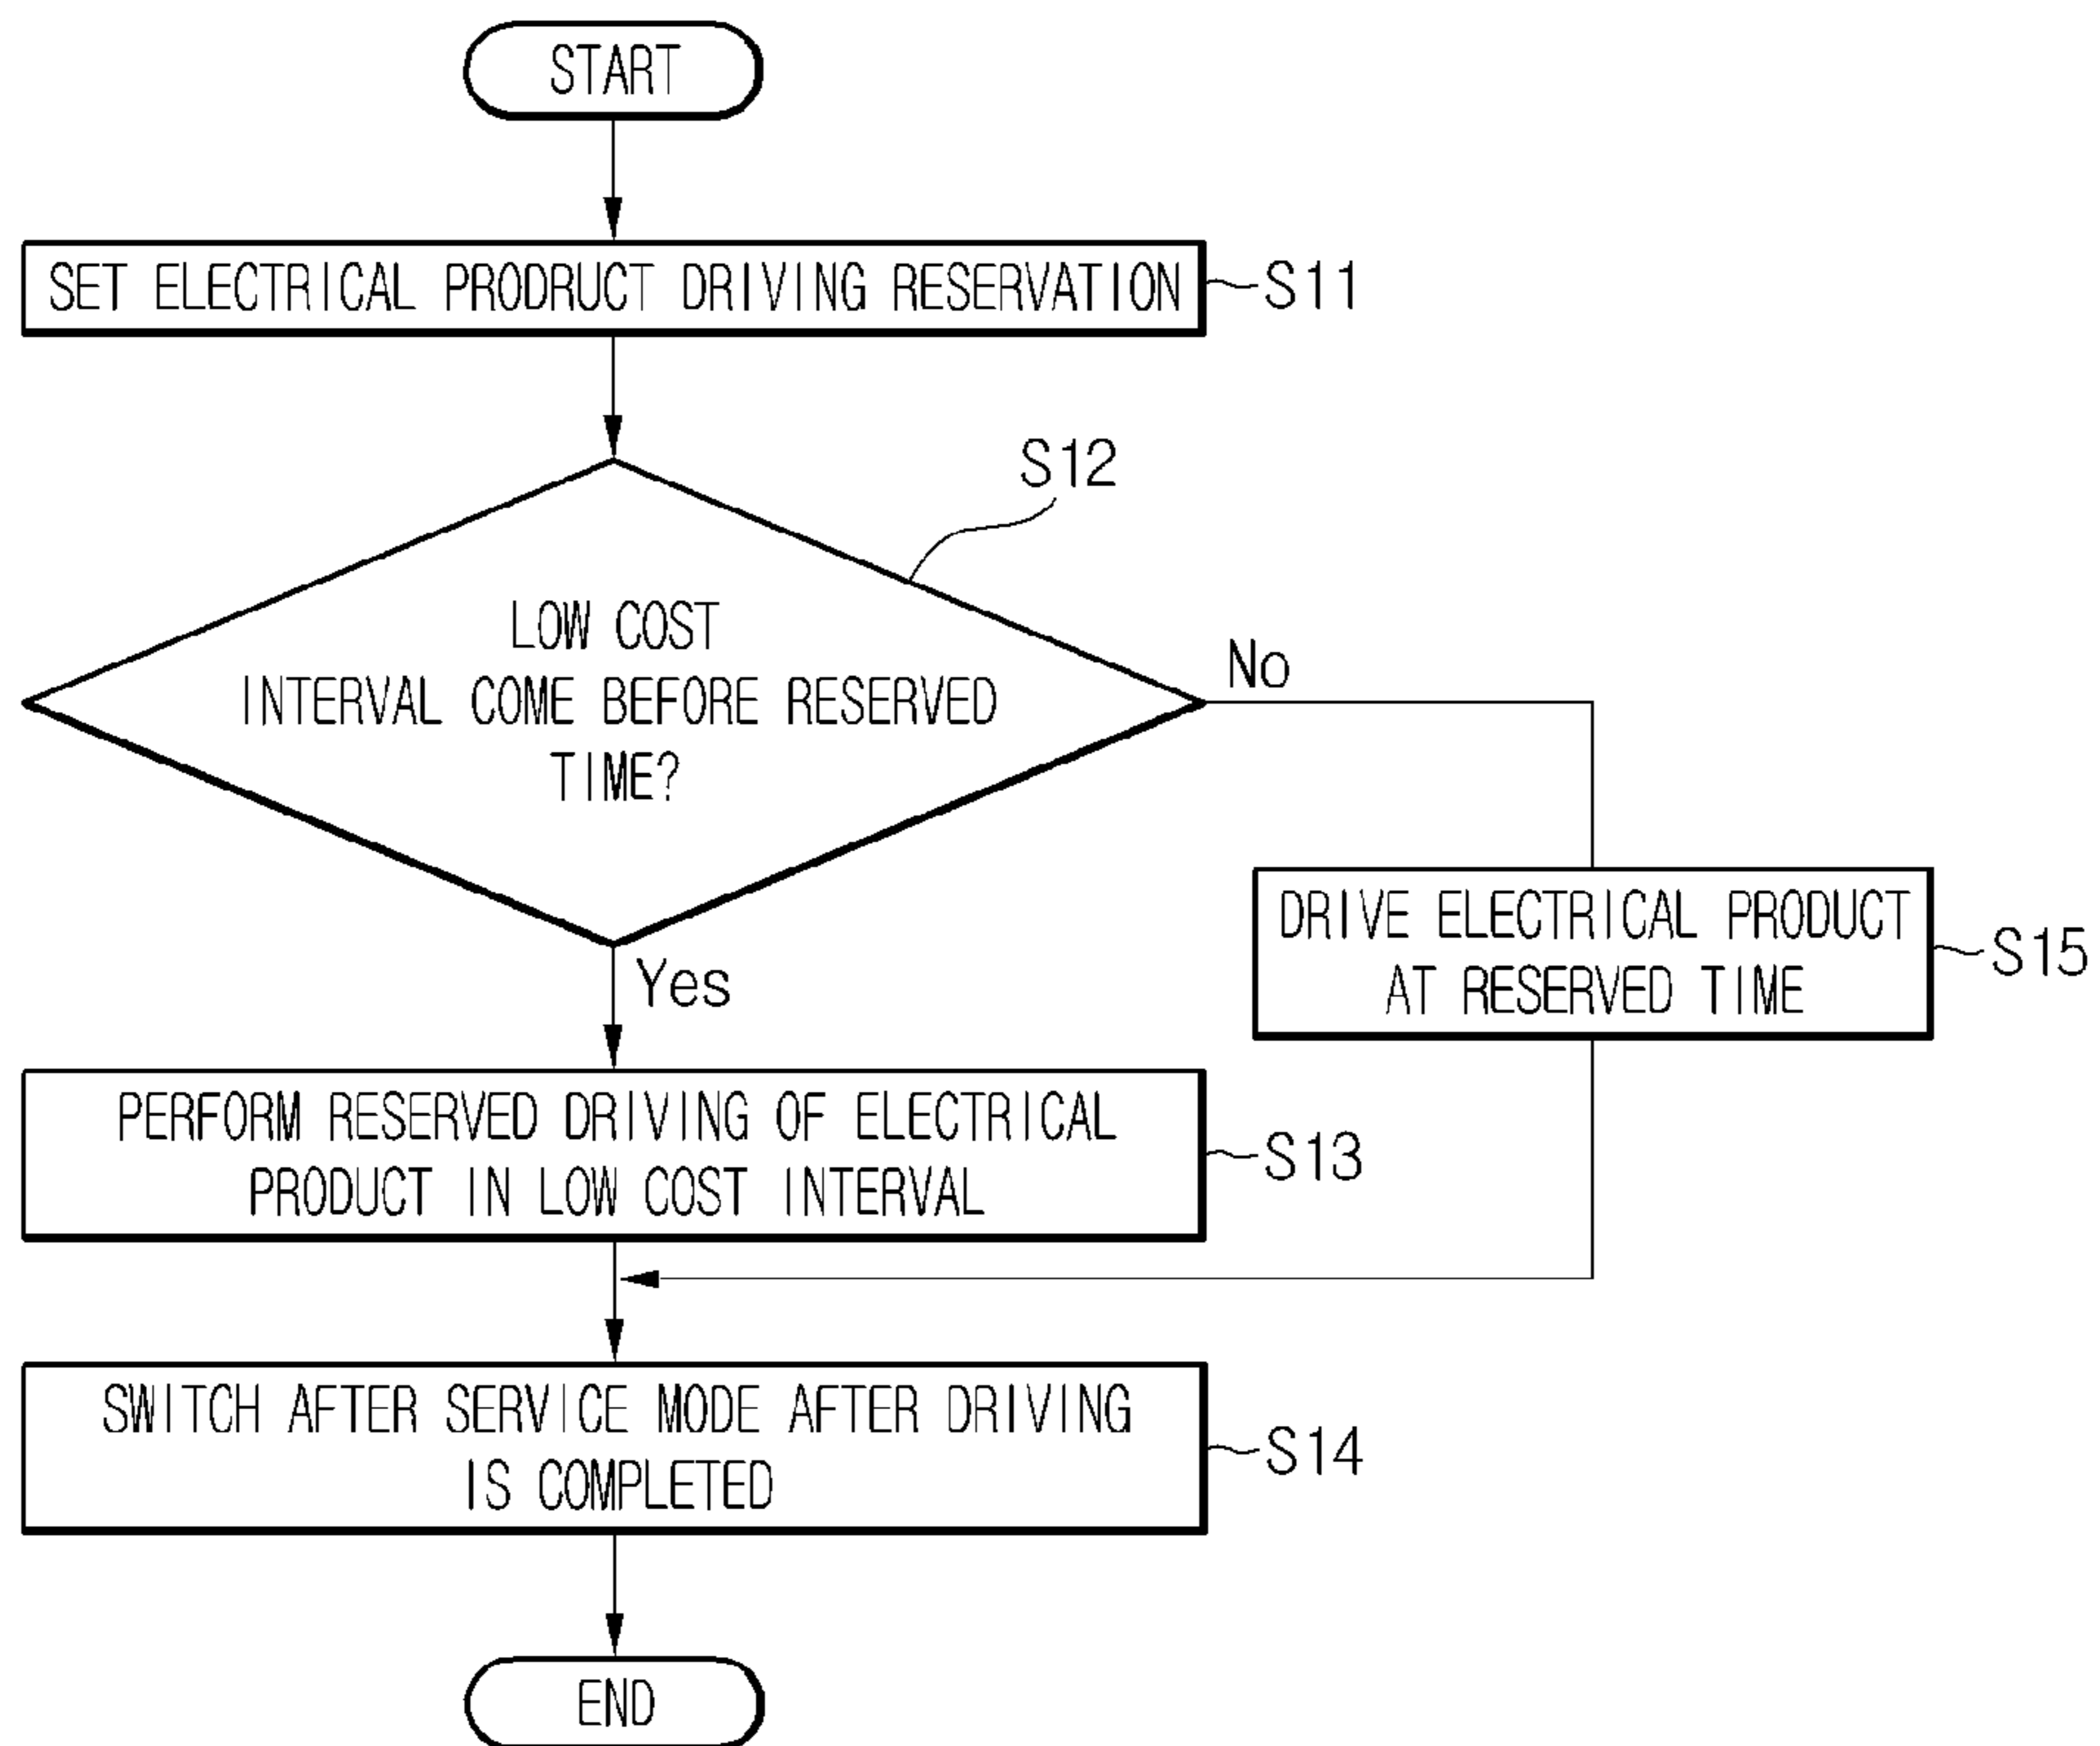 START
SET ELECTRICAL PRODRUCT DRIVING RESERVATION
S11
S12
LOW COST
INTERVAL COME BEFORE RESERVED
TIME?
No
Yes
DRIVE ELECTRICAL PRODUCT
AT RESERVED TIME
S15
PERFORM RESERVED DRIVING OF ELECTRICAL
PRODUCT IN LOW COST INTERVAL
S13
SWITCH AFTER SERVICE MODE AFTER DRIVING
IS COMPLETED
S14
END